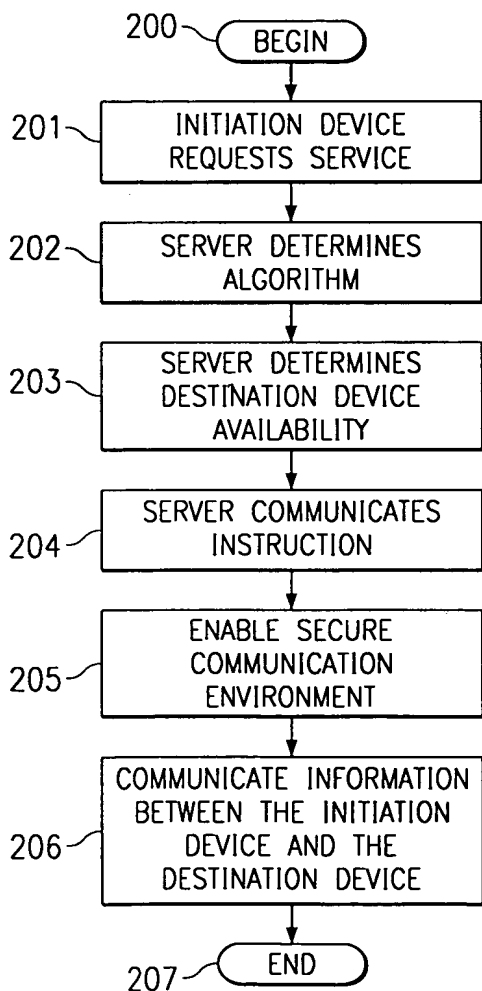 200
BEGIN
201
INITIATION DEVICE
REQUESTS SERVICE
202
SERVER DETERMINES
ALGORITHM
203
SERVER DETERMINES
DESTINATION DEVICE
AVAILABILITY
204
SERVER COMMUNICATES
INSTRUCTION
205
ENABLE SECURE
COMMUNICATION
ENVIRONMENT
206
COMMUNICATE INFORMATION
BETWEEN THE INITIATION
DEVICE AND THE
DESTINATION DEVICE
207
END